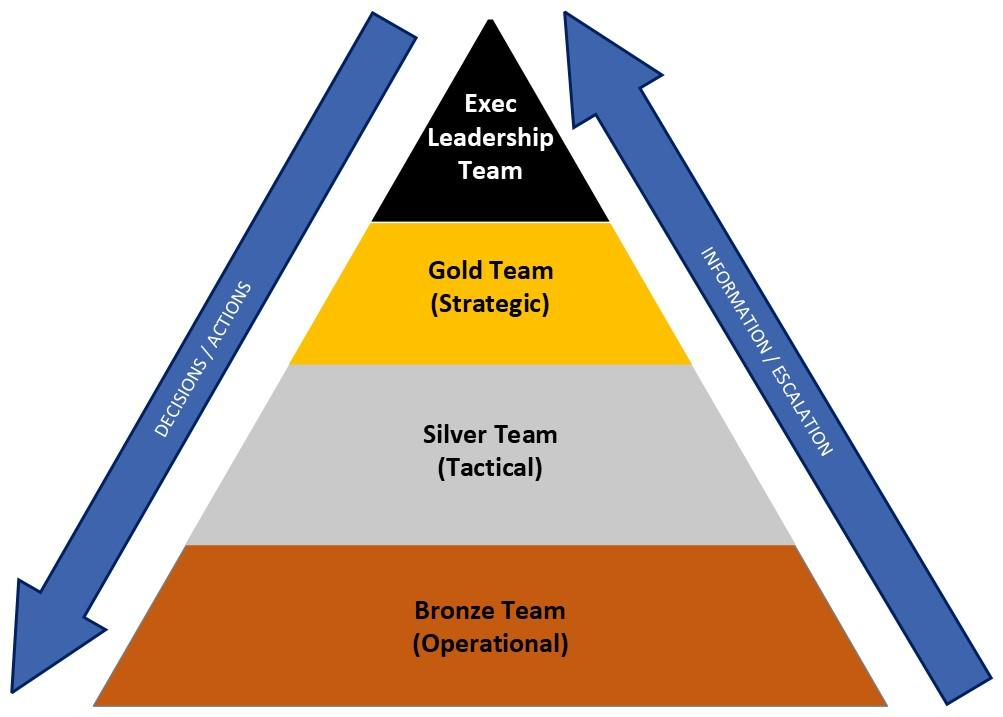 Exec
Leadership
Team
Gold Team
(Strategic)
Silver Team
(Tactical)
Bronze Team
(Operational)
DECISIONS / ACTIONS
INFORMATION / ESCALATION